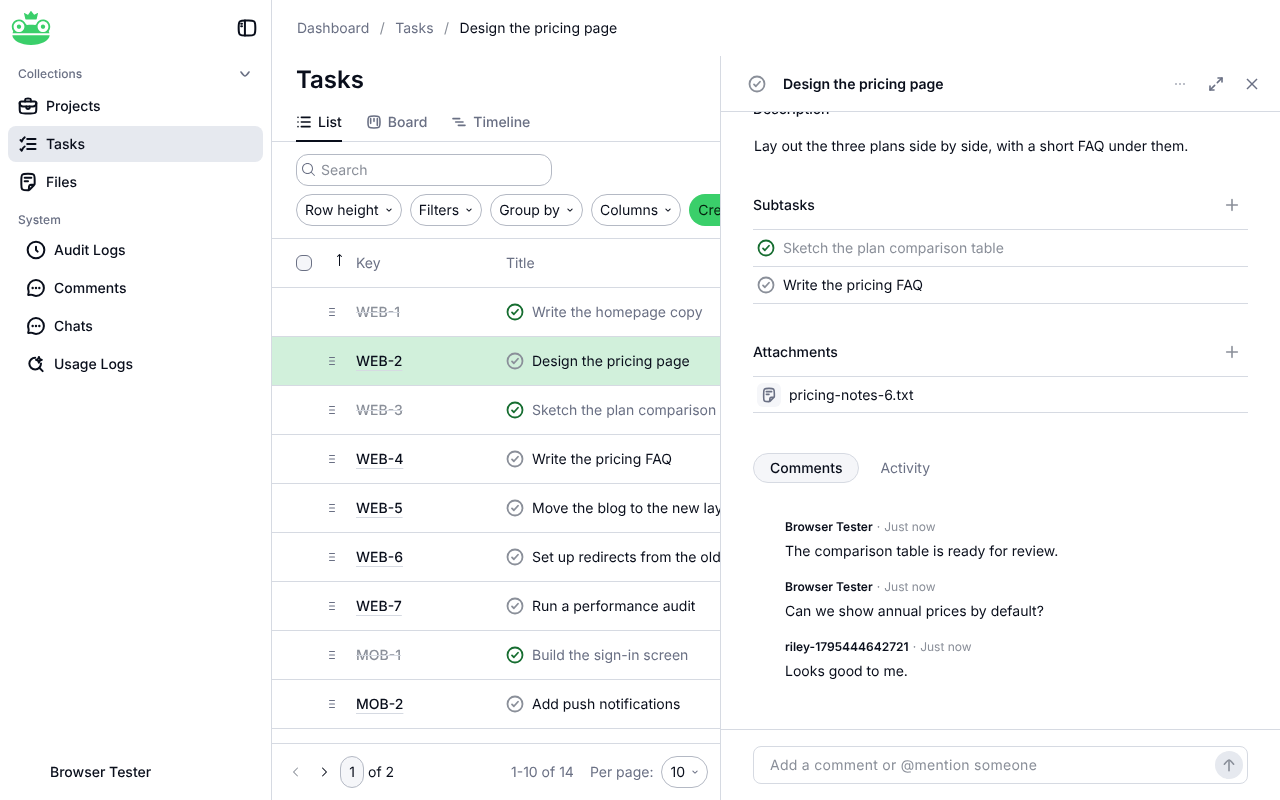 Collections
Projects
Tasks
Files
System
Audit Logs
Comments
Chats
Usage Logs
Browser Tester
Dashboard / Tasks / Design the pricing page
Tasks
List
Board
Timeline
Search
Row height
Filters
Group by
Columns
Cre
Key
Title
WEB-1 Write the homepage copy
WEB-2 Design the pricing page
WEB-3 Sketch the plan comparison
WEB-4 Write the pricing FAQ
WEB-5 Move the blog to the new lay
WEB-6 Set up redirects from the old
WEB-7 Run a performance audit
MOB-1 Build the sign-in screen
MOB-2 Add push notifications
1 of 2
1-10 of 14
Per page:
10
Design the pricing page
Description
Lay out the three plans side by side, with a short FAQ under them.
Subtasks
Sketch the plan comparison table
Write the pricing FAQ
Attachments
pricing-notes-6.txt
Comments
Activity
Browser Tester · Just now
The comparison table is ready for review.
Browser Tester · Just now
Can we show annual prices by default?
riley-1795444642721 · Just now
Looks good to me.
Add a comment or @mention someone